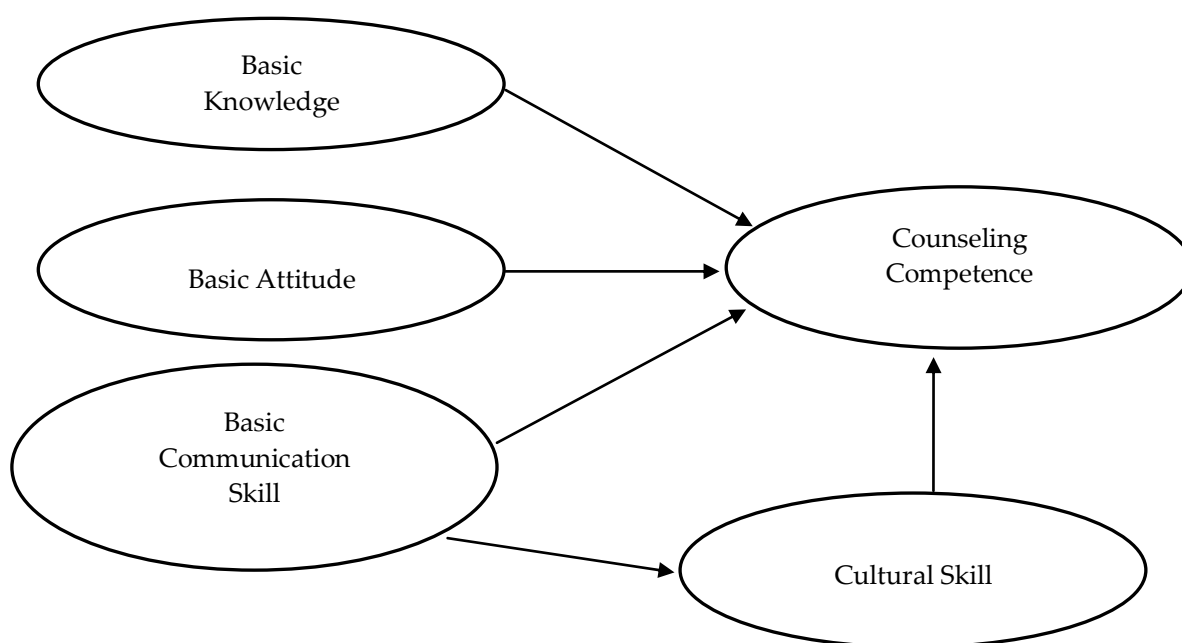 Basic
Knowledge
Basic Attitude
Basic
Communication
Skill
Counseling
Competence
Cultural Skill